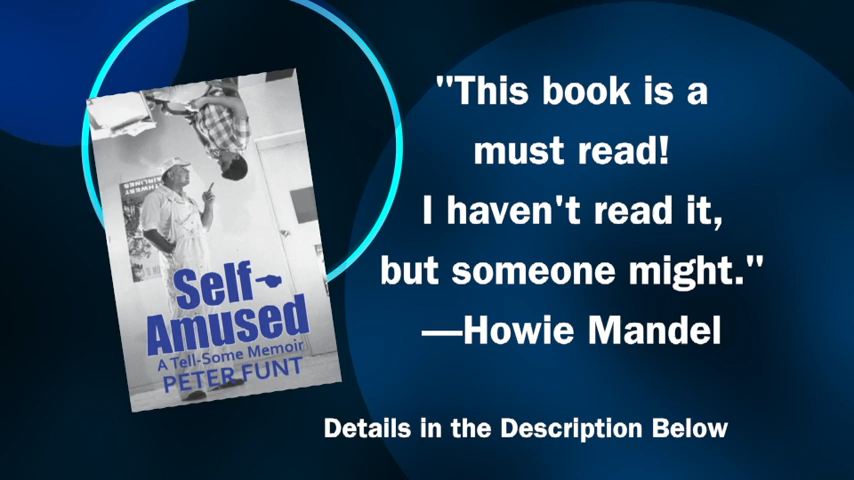 "This book is a
must read!
I haven't read it,
but someone might."
—Howie Mandel
Self-
Amused
A Tell-Some Memoir
PETER FUNT
Details in the Description Below